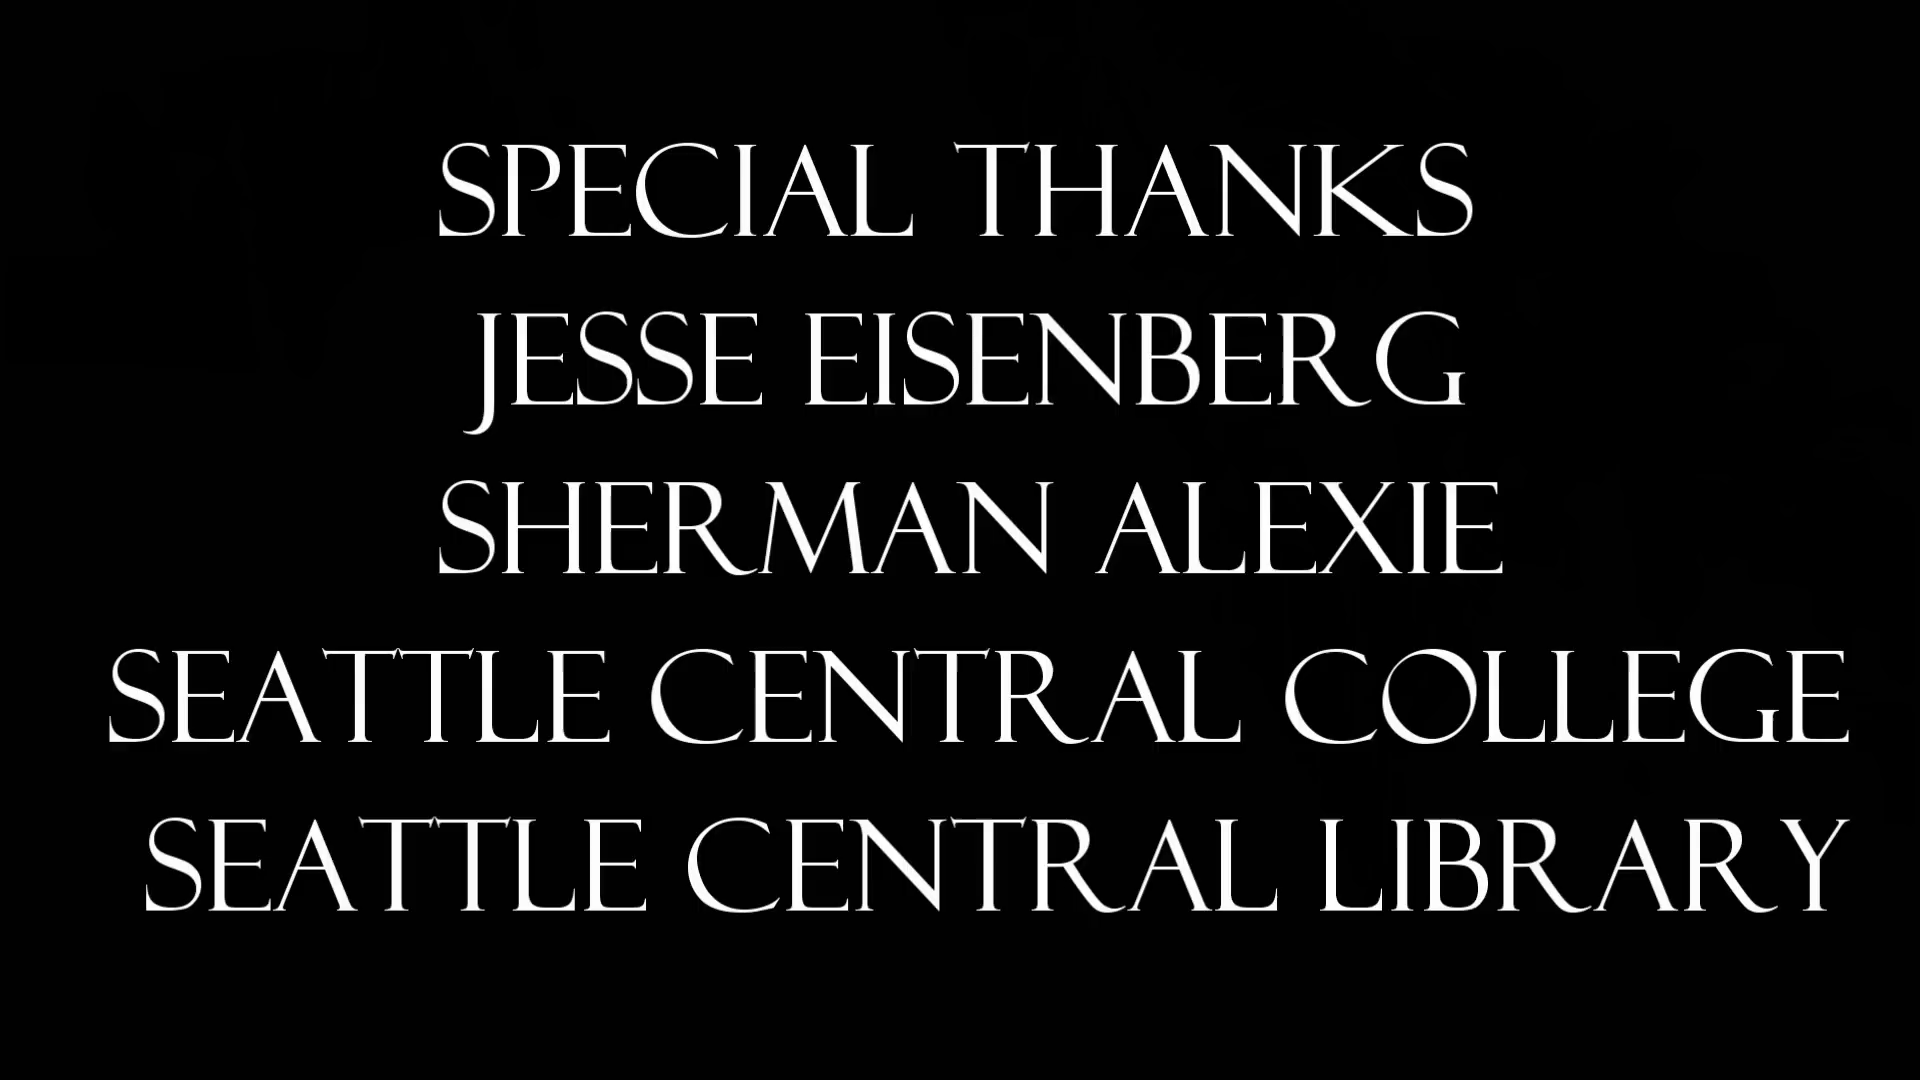 SPECIAL THANKS
JESSE EISENBERG
SHERMAN ALEXIE
SEATTLE CENTRAL COLLEGE
SEATTLE CENTRAL LIBRARY